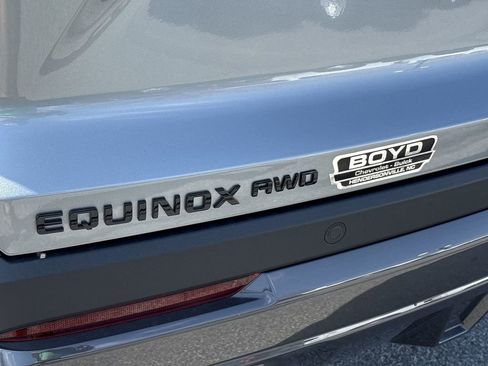 EQUINOX AWD
BOYD
Chevrolet - Buick
HENDERSONVILLE, NC